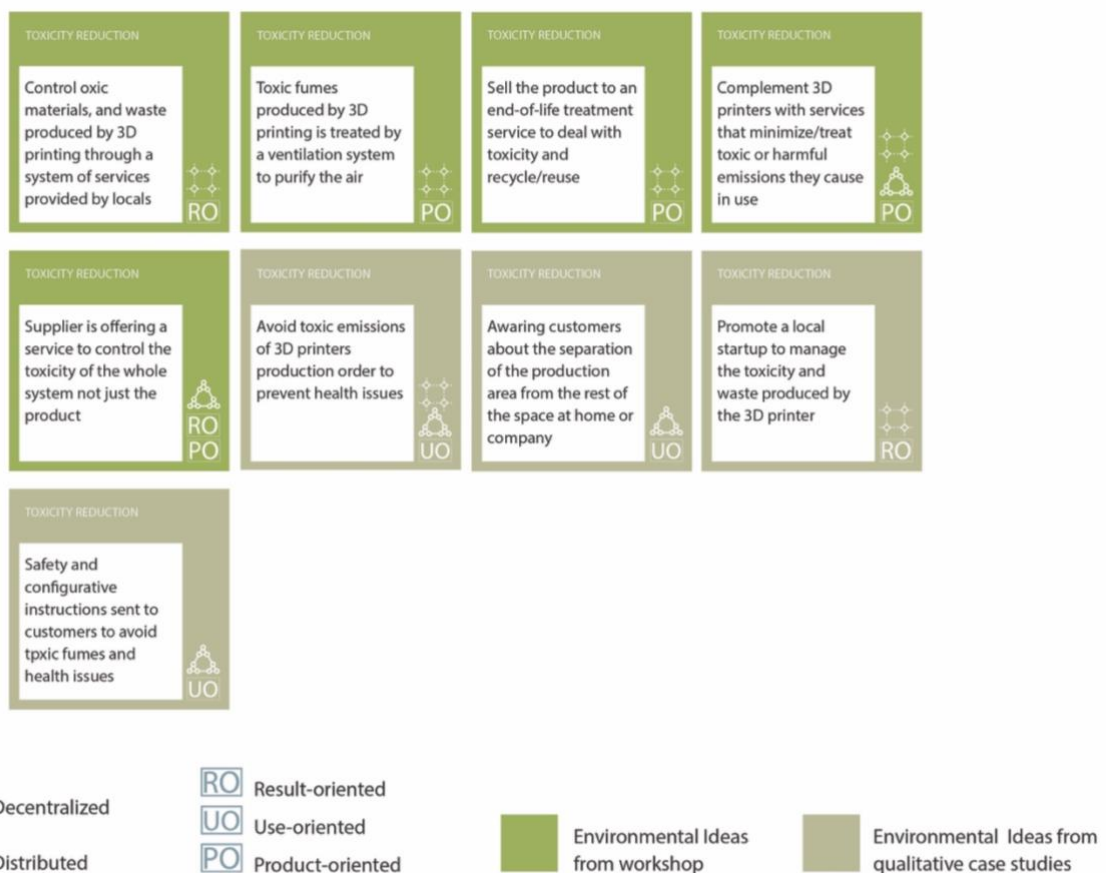 TOXICITY REDUCTION
Control oxic
materials, and waste
produced by 3D
printing through a
system of services
provided by locals
RO
TOXICITY REDUCTION
Toxic fumes
produced by 3D
printing is treated by
a ventilation system
to purify the air
PO
TOXICITY REDUCTION
Sell the product to an
end-of-life treatment
service to deal with
toxicity and
recycle/reuse
PO
TOXICITY REDUCTION
Complement 3D
printers with services
that minimize/treat
toxic or harmful
emissions they cause
in use
PO
TOXICITY REDUCTION
Supplier is offering a
service to control the
toxicity of the whole
system not just the
product
RO
PO
TOXICITY REDUCTION
Avoid toxic emissions
of 3D printers
production order to
prevent health issues
UO
TOXICITY REDUCTION
Awaring customers
about the separation
of the production
area from the rest of
the space at home or
company
UO
TOXICITY REDUCTION
Promote a local
startup to manage
the toxicity and
waste produced by
the 3D printer
RO
TOXICITY REDUCTION
Safety and
configurative
instructions sent to
customers to avoid
tpxic fumes and
health issues
UO
Decentralized
Distributed
RO Result-oriented
UO Use-oriented
PO Product-oriented
Environmental Ideas
from workshop
Environmental Ideas from
qualitative case studies